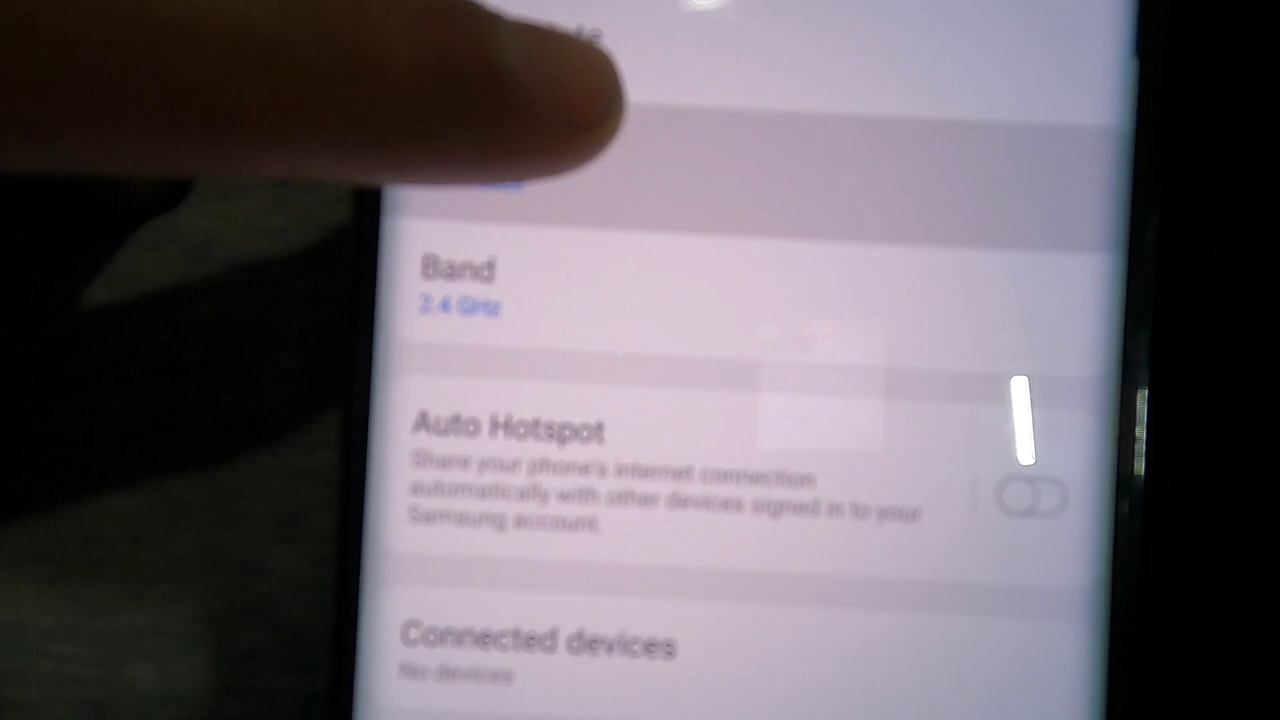 Band
2.4 GHz
Auto Hotspot
Share your phone's internet connection
automatically with other devices signed in to your
Samsung account.
Connected devices
No devices